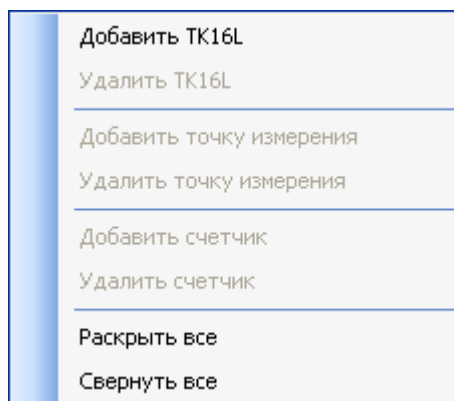 Добавить TK16L
Удалить TK16L
Добавить точку измерения
Удалить точку измерения
Добавить счетчик
Удалить счетчик
Раскрыть все
Свернуть все